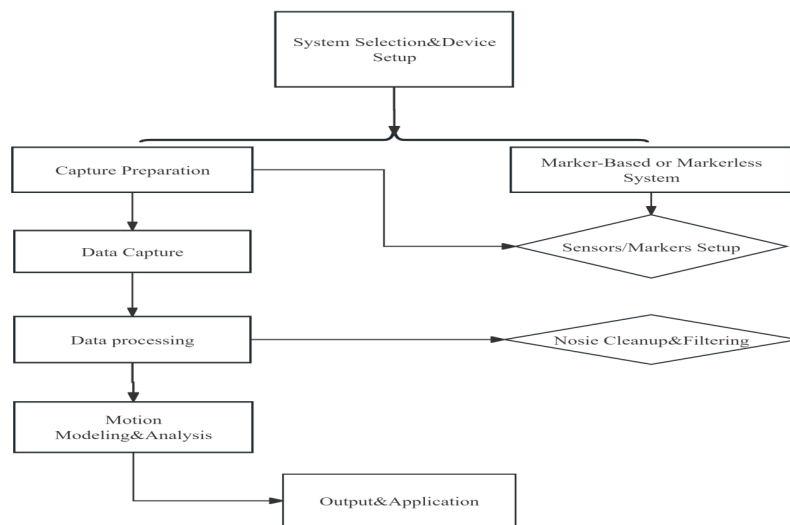 System Selection&Device
Setup
Capture Preparation
Marker-Based or Markerless
System
Data Capture
Sensors/Markers Setup
Data processing
Nosie Cleanup&Filtering
Motion
Modeling&Analysis
Output&Application